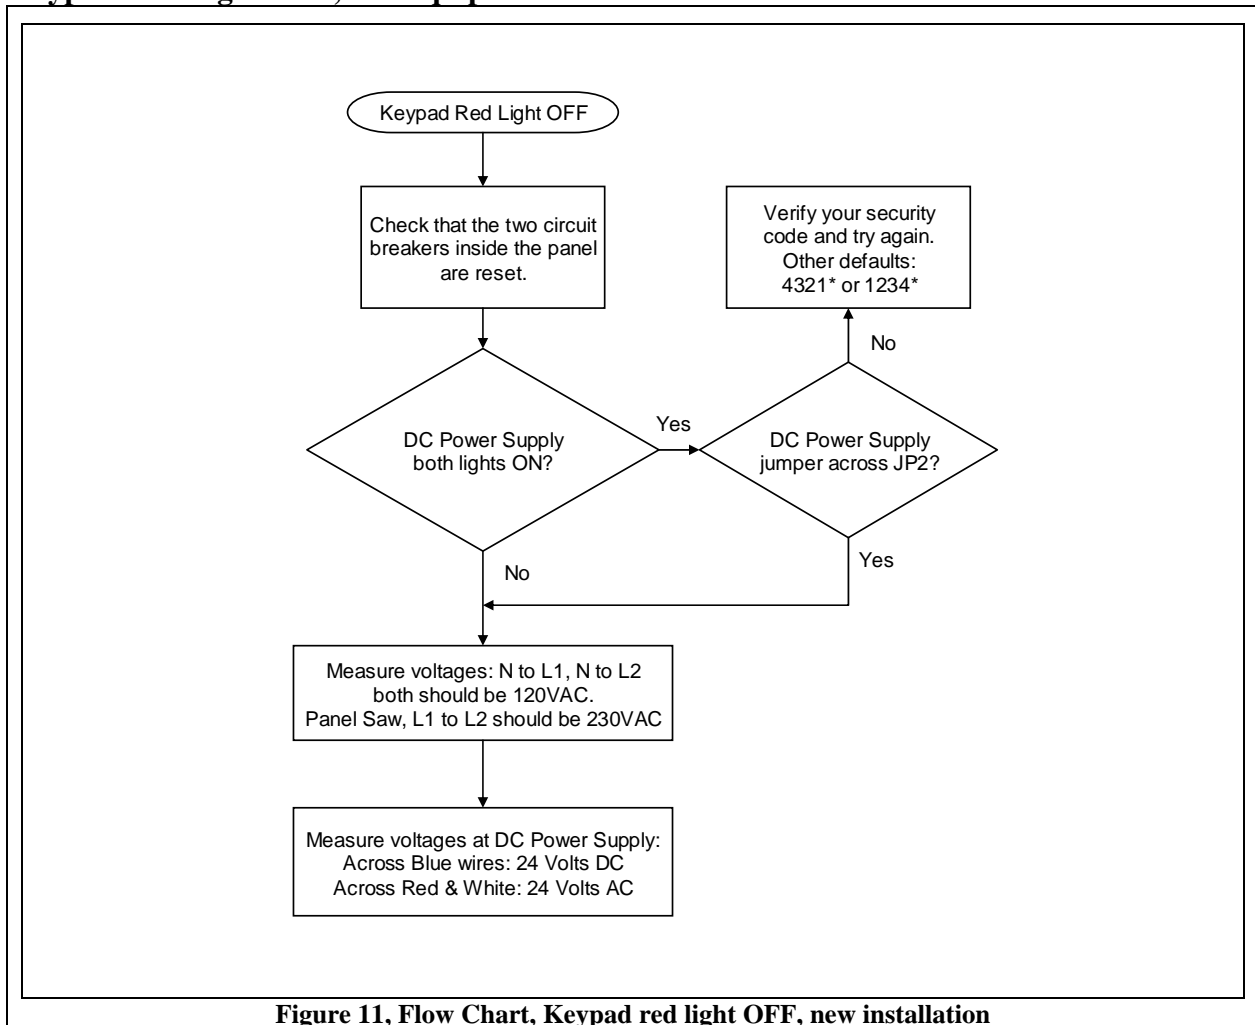 Keypad Red Light OFF
Check that the two circuit
breakers inside the panel
are reset.
Verify your security
code and try again.
Other defaults:
4321* or 1234*
No
DC Power Supply
both lights ON?
Yes
DC Power Supply
jumper across JP2?
No
Yes
Measure voltages: N to L1, N to L2
both should be 120VAC.
Panel Saw, L1 to L2 should be 230VAC
Measure voltages at DC Power Supply:
Across Blue wires: 24 Volts DC
Across Red & White: 24 Volts AC
Figure 11, Flow Chart, Keypad red light OFF, new installation